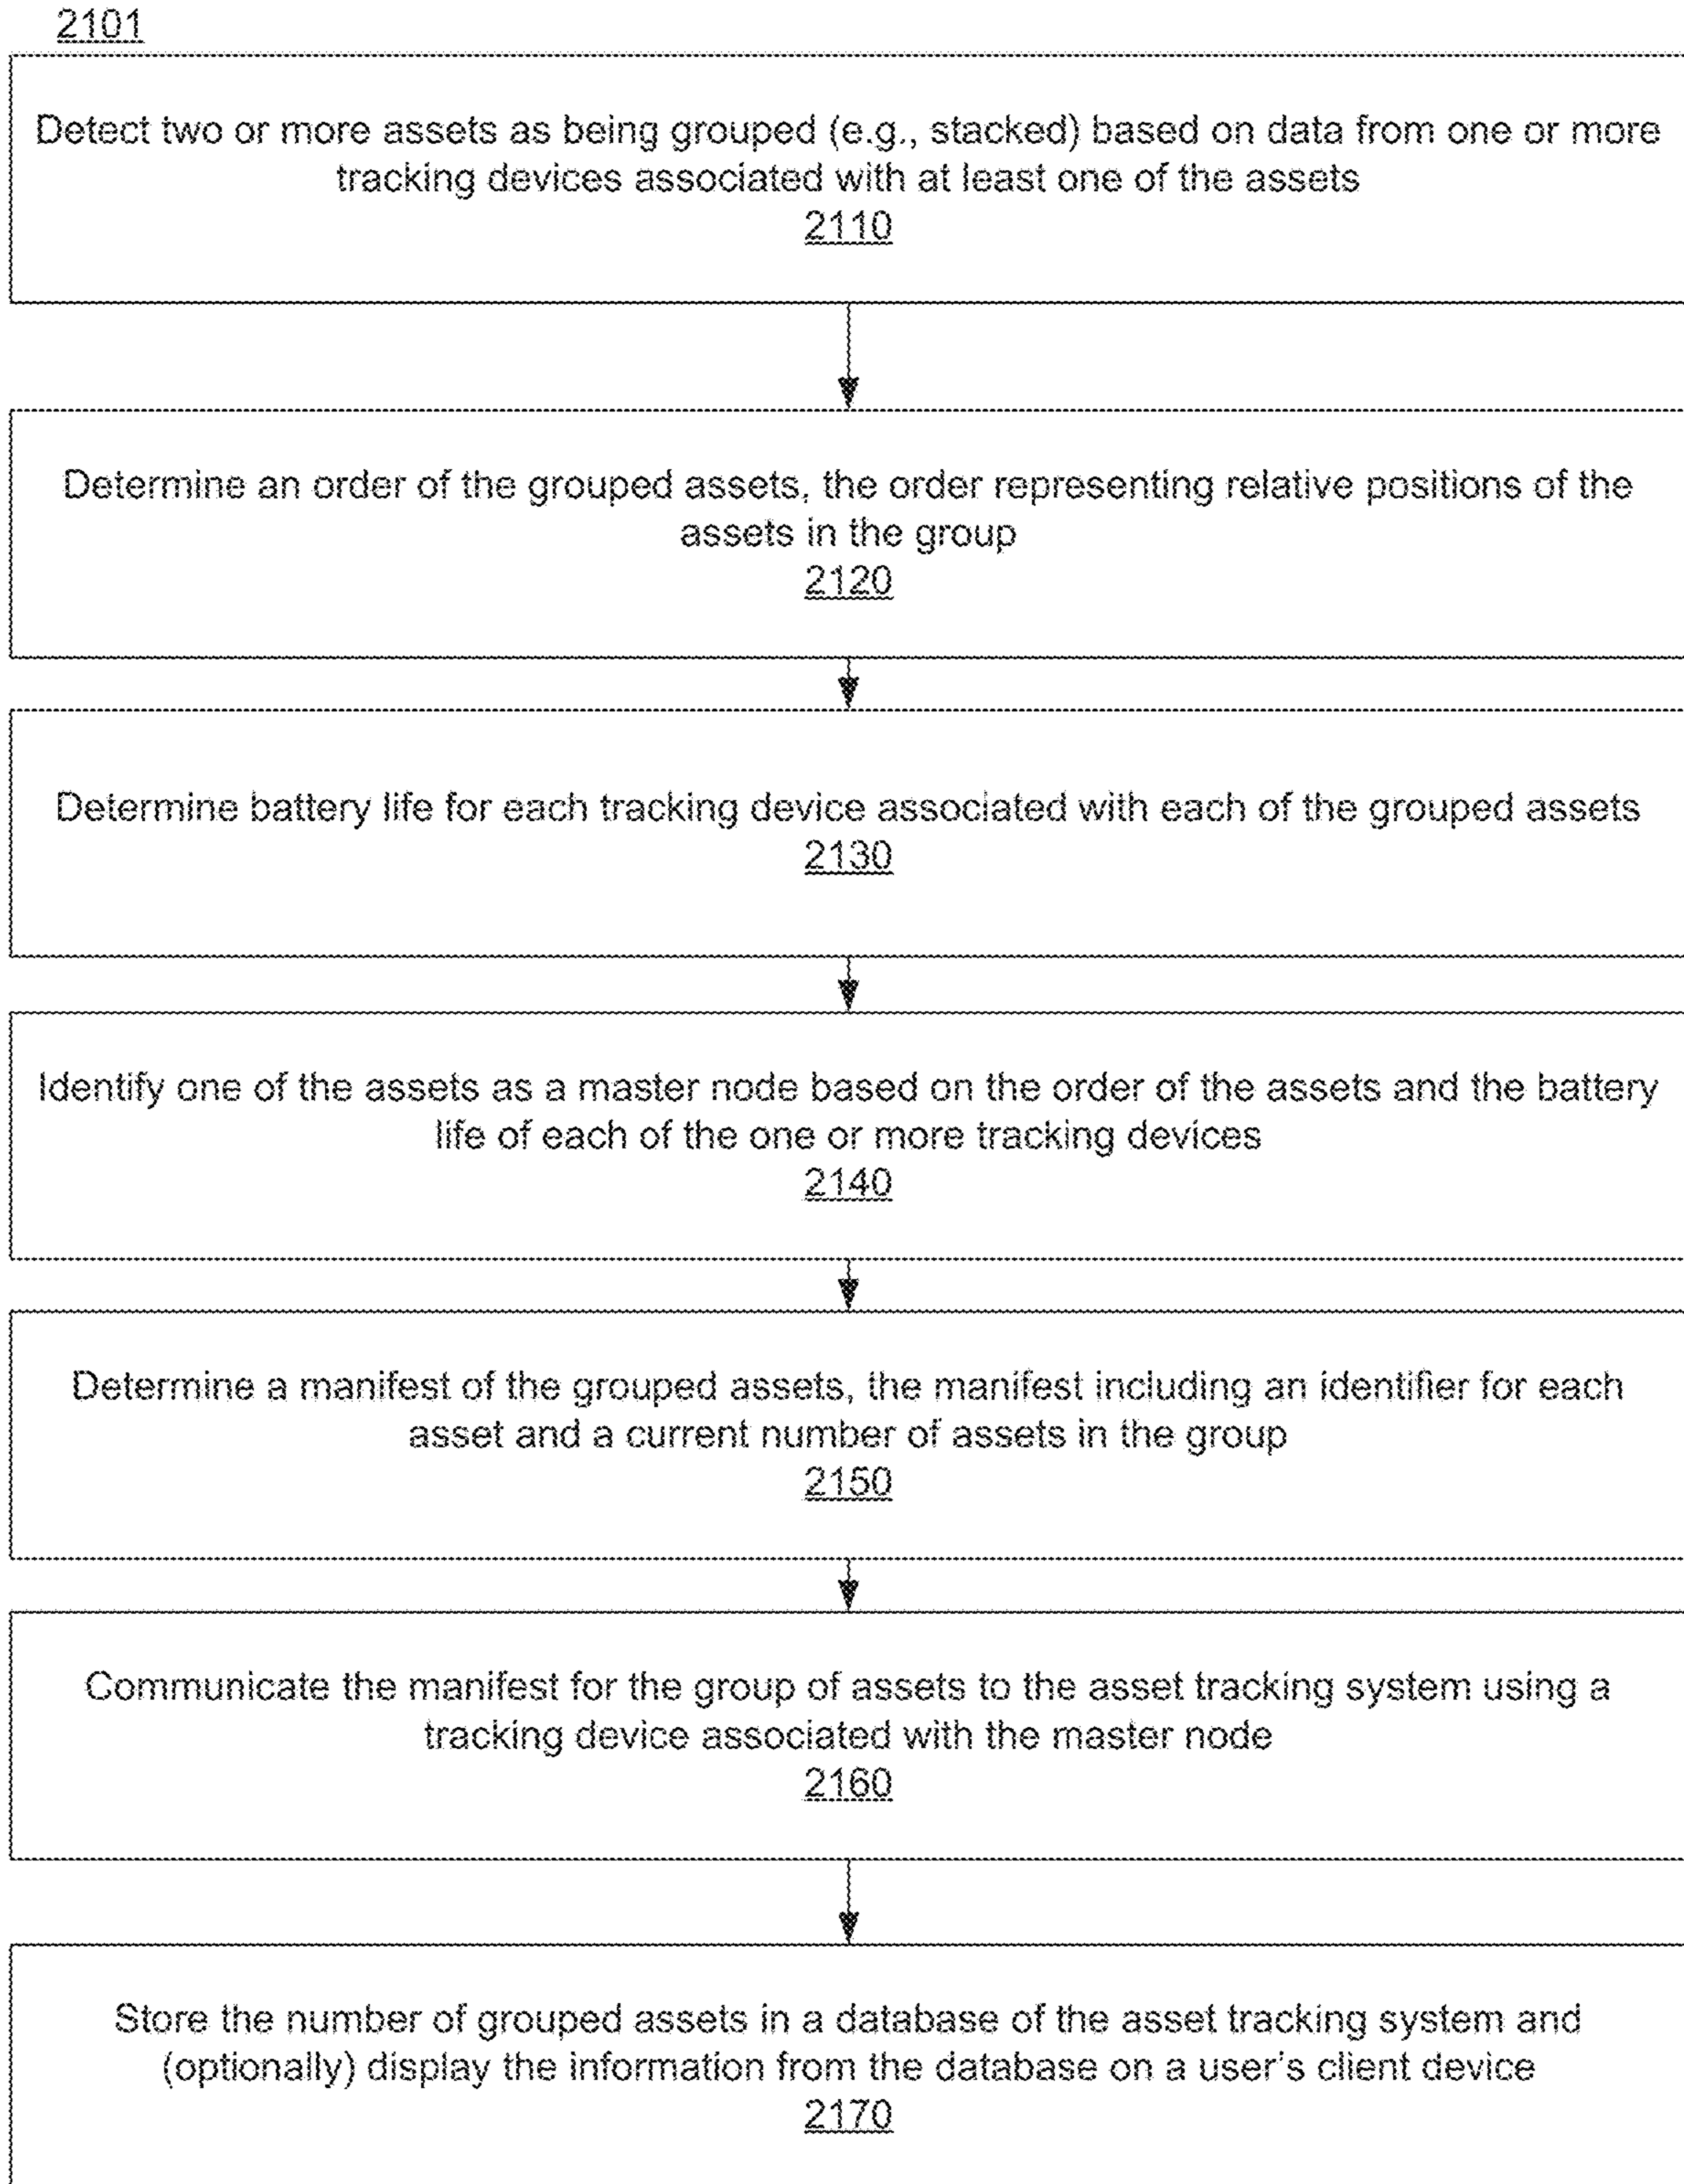 2101
Detect two or more assets as being grouped (e.g., stacked) based on data from one or more
tracking devices associated with at least one of the assets
2110
Determine an order of the grouped assets, the order representing relative positions of the
assets in the group
2120
Determine battery life for each tracking device associated with each of the grouped assets
2130
Identify one of the assets as a master node based on the order of the assets and the battery
life of each of the one or more tracking devices
2140
Determine a manifest of the grouped assets, the manifest including an identifier for each
asset and a current number of assets in the group
2150
Communicate the manifest for the group of assets to the asset tracking system using a
tracking device associated with the master node
2160
Store the number of grouped assets in a database of the asset tracking system and
(optionally) display the information from the database on a user's client device
2170